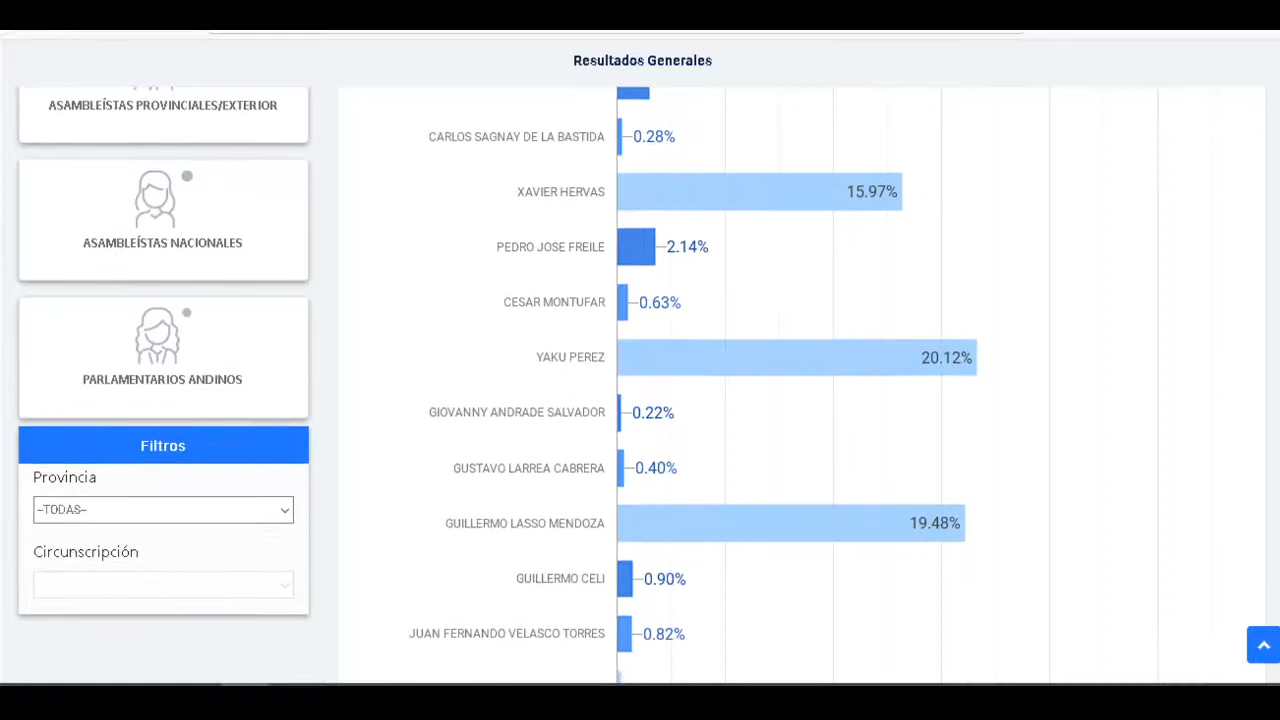 Resultados Generales
ASAMBLEÍSTAS PROVINCIALES/EXTERIOR
ASAMBLEÍSTAS NACIONALES
PARLAMENTARIOS ANDINOS
Filtros
Provincia
--TODAS--
Circunscripción
CARLOS SAGNAY DE LA BASTIDA 0.28%
XAVIER HERVAS 15.97%
PEDRO JOSE FREILE 2.14%
CESAR MONTUFAR 0.63%
YAKU PEREZ 20.12%
GIOVANNY ANDRADE SALVADOR 0.22%
GUSTAVO LARREA CABRERA 0.40%
GUILLERMO LASSO MENDOZA 19.48%
GUILLERMO CELI 0.90%
JUAN FERNANDO VELASCO TORRES 0.82%